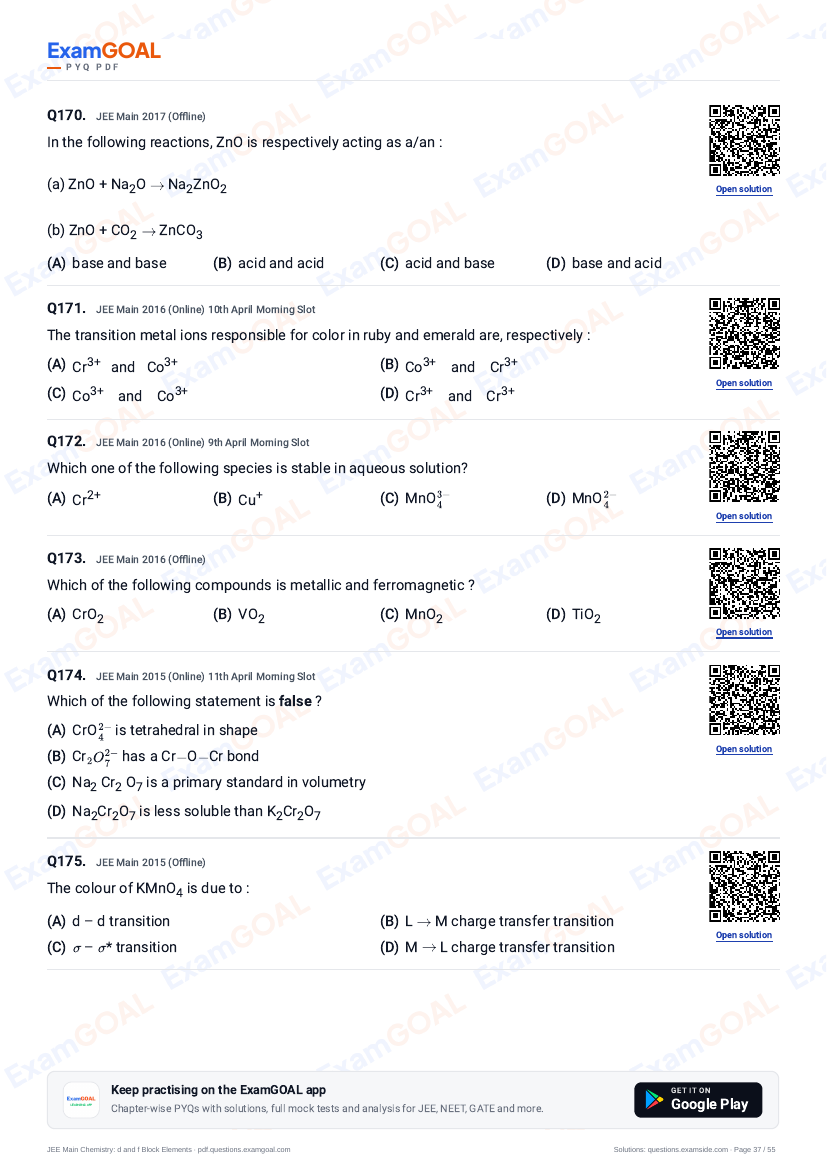 ExamGOAL
PYQ PDF
Q170. JEE Main 2017 (Offline)
In the following reactions, ZnO is respectively acting as a/an :
(a) ZnO + Na₂O → Na₂ZnO₂
(b) ZnO + CO₂ → ZnCO₃
(A) base and base (B) acid and acid (C) acid and base (D) base and acid
Open solution
Q171. JEE Main 2016 (Online) 10th April Morning Slot
The transition metal ions responsible for color in ruby and emerald are, respectively :
(A) Cr³⁺ and Co³⁺ (B) Co³⁺ and Cr³⁺
(C) Co³⁺ and Co³⁺ (D) Cr³⁺ and Cr³⁺
Open solution
Q172. JEE Main 2016 (Online) 9th April Morning Slot
Which one of the following species is stable in aqueous solution?
(A) Cr²⁺ (B) Cu⁺ (C) MnO₄³⁻ (D) MnO₄²⁻
Open solution
Q173. JEE Main 2016 (Offline)
Which of the following compounds is metallic and ferromagnetic ?
(A) CrO₂ (B) VO₂ (C) MnO₂ (D) TiO₂
Open solution
Q174. JEE Main 2015 (Online) 11th April Morning Slot
Which of the following statement is false ?
(A) CrO₄²⁻ is tetrahedral in shape
(B) Cr₂O₇²⁻ has a Cr−O−Cr bond
(C) Na₂ Cr₂ O₇ is a primary standard in volumetry
(D) Na₂Cr₂O₇ is less soluble than K₂Cr₂O₇
Open solution
Q175. JEE Main 2015 (Offline)
The colour of KMnO₄ is due to :
(A) d − d transition (B) L → M charge transfer transition
(C) σ − σ* transition (D) M → L charge transfer transition
Open solution
ExamGOAL
Keep practising on the ExamGOAL app
Chapter-wise PYQs with solutions, full mock tests and analysis for JEE, NEET, GATE and more.
GET IT ON
Google Play
JEE Main Chemistry: d and f Block Elements · pdf.questions.examgoal.com
Solutions: questions.examside.com · Page 37 / 55